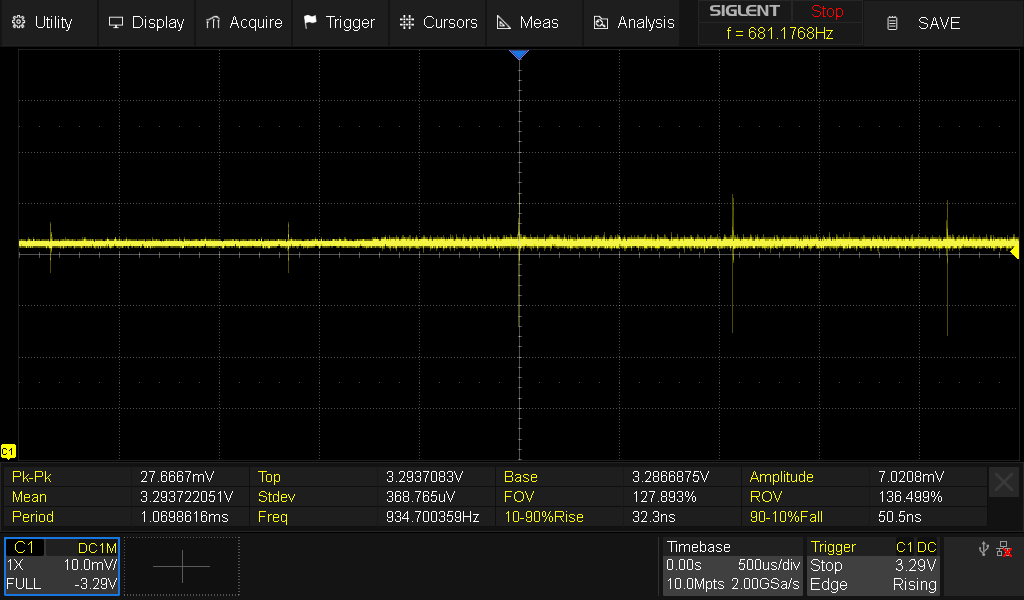 Utility Display Acquire Trigger Cursors Meas Analysis SIGLENT Stop SAVE
f = 681.1768Hz
C1
Pk-Pk 27.6667mV Top 3.2937083V Base 3.2866875V Amplitude 7.0208mV
Mean 3.293722051V Stdev 368.765uV FOV 127.893% ROV 136.499%
Period 1.0698616ms Freq 934.700359Hz 10-90%Rise 32.3ns 90-10%Fall 50.5ns
C1 DC1M Timebase Trigger C1 DC
1X 10.0mV/ 0.00s 500us/div Stop 3.29V
FULL -3.29V 10.0Mpts 2.00GSa/s Edge Rising